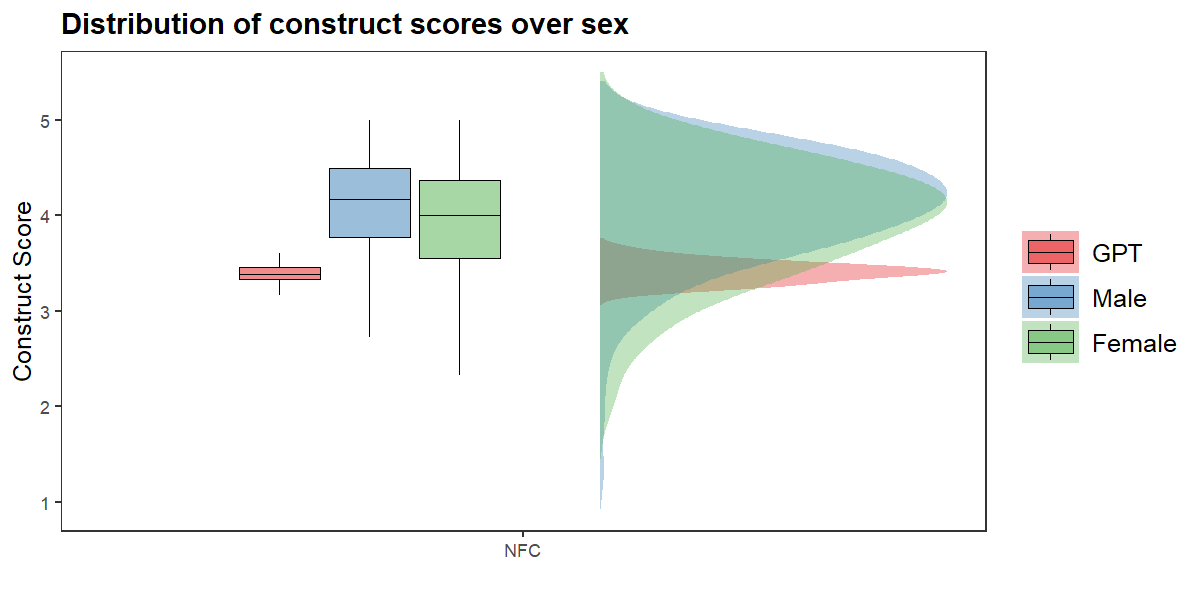 Distribution of construct scores over sex
Construct Score
5
4
3
2
1
NFC
GPT
Male
Female